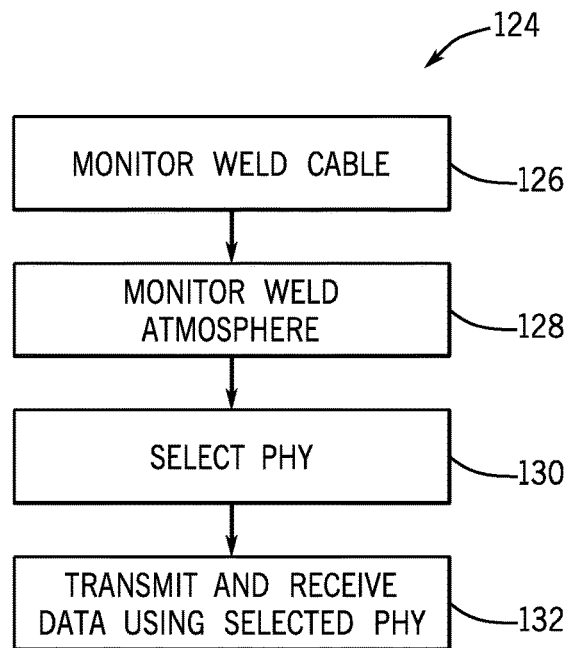 124
MONITOR WELD CABLE
126
MONITOR WELD
ATMOSPHERE
128
SELECT PHY
130
TRANSMIT AND RECEIVE
DATA USING SELECTED PHY
132